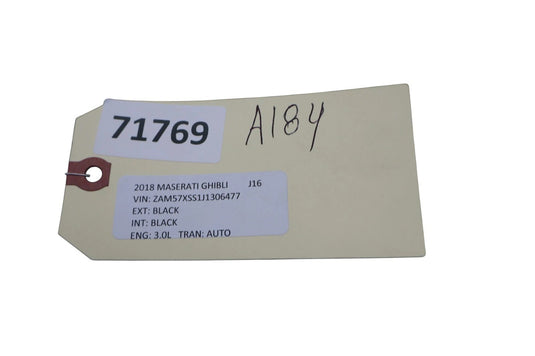 71769
A184
2018 MASERATI GHIBLI J16
VIN: ZAM57XSS1J1306477
EXT: BLACK
INT: BLACK
ENG: 3.0L TRAN: AUTO